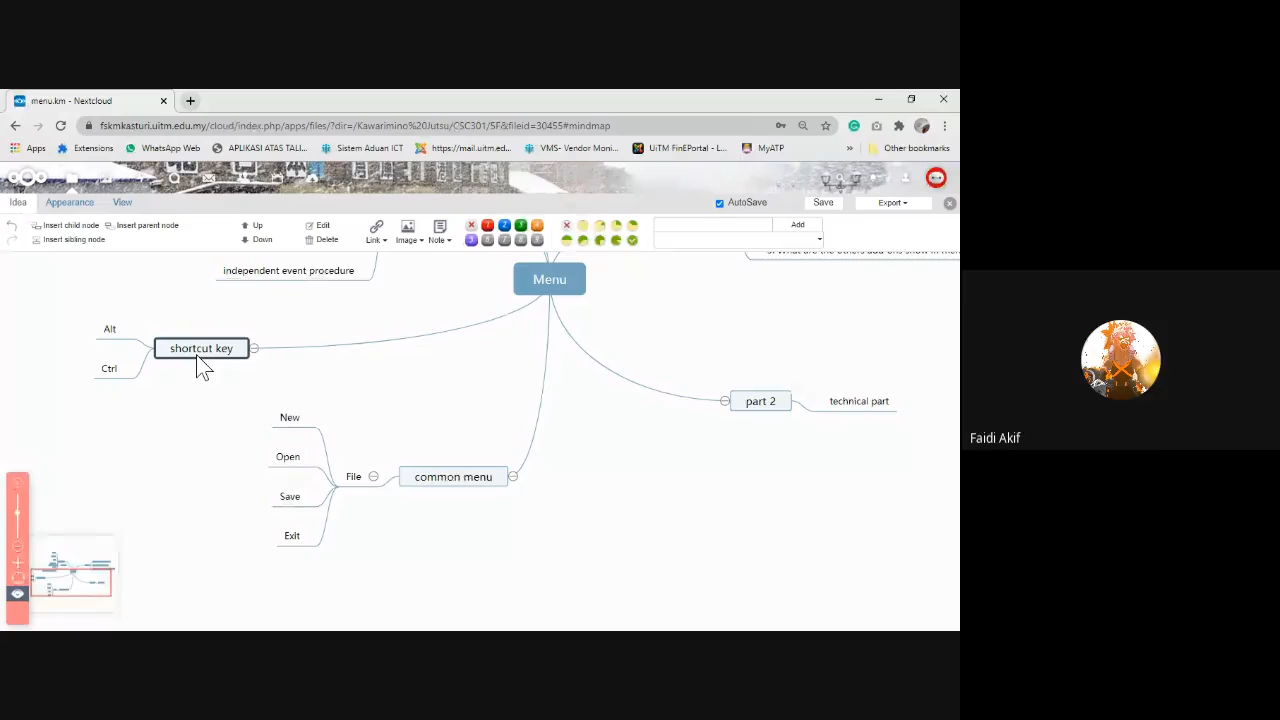 menu.km - Nextcloud
fskmkasturi.uitm.edu.my/cloud/index.php/apps/files/?dir=/Kawarimino%20Jutsu/CSC301/5F&fileid=30455#mindmap
Apps Extensions WhatsApp Web APLIKASI ATAS TALI... Sistem Aduan ICT https://mail.uitm.ed... VMS- Vendor Moni... UiTM FinEPortal - L... MyATP » Other bookmarks
Idea Appearance View AutoSave Save Export
Insert child node Insert parent node Up Edit Add
Insert sibling node Down Delete Link Image Note
independent event procedure
Menu
Alt
shortcut key
Ctrl
part 2 technical part
New
Open
File common menu
Save
Exit
Faidi Akif